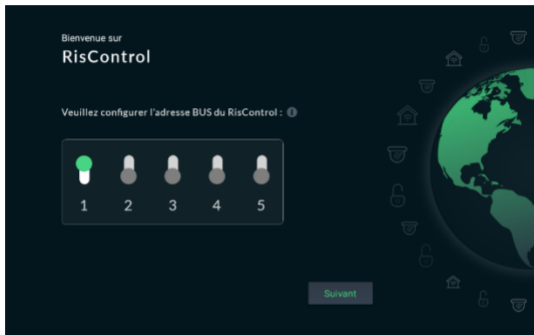 Bienvenue sur
RisControl
Veuillez configurer l'adresse BUS du RisControl :
1 2 3 4 5
Suivant